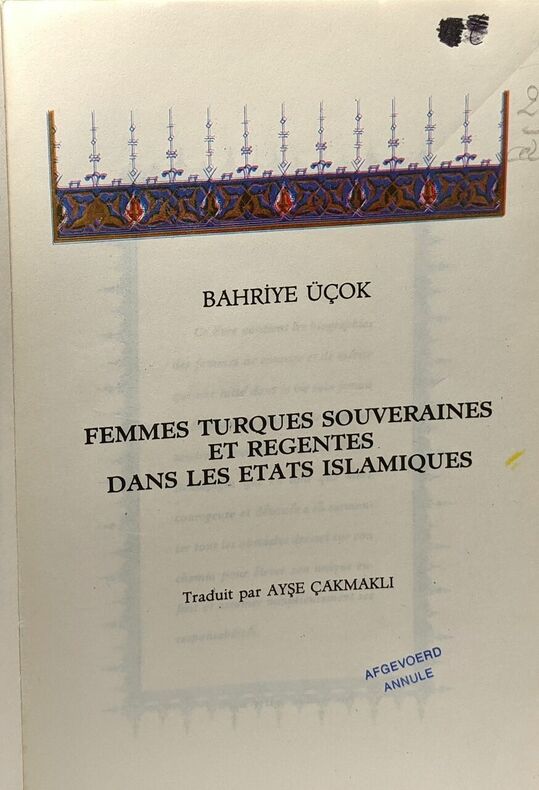 BAHRİYE ÜÇOK
FEMMES TURQUES SOUVERAINES
ET REGENTES
DANS LES ETATS ISLAMIQUES
Traduit par AYŞE ÇAKMAKLI
AFGEVOERD
ANNULE